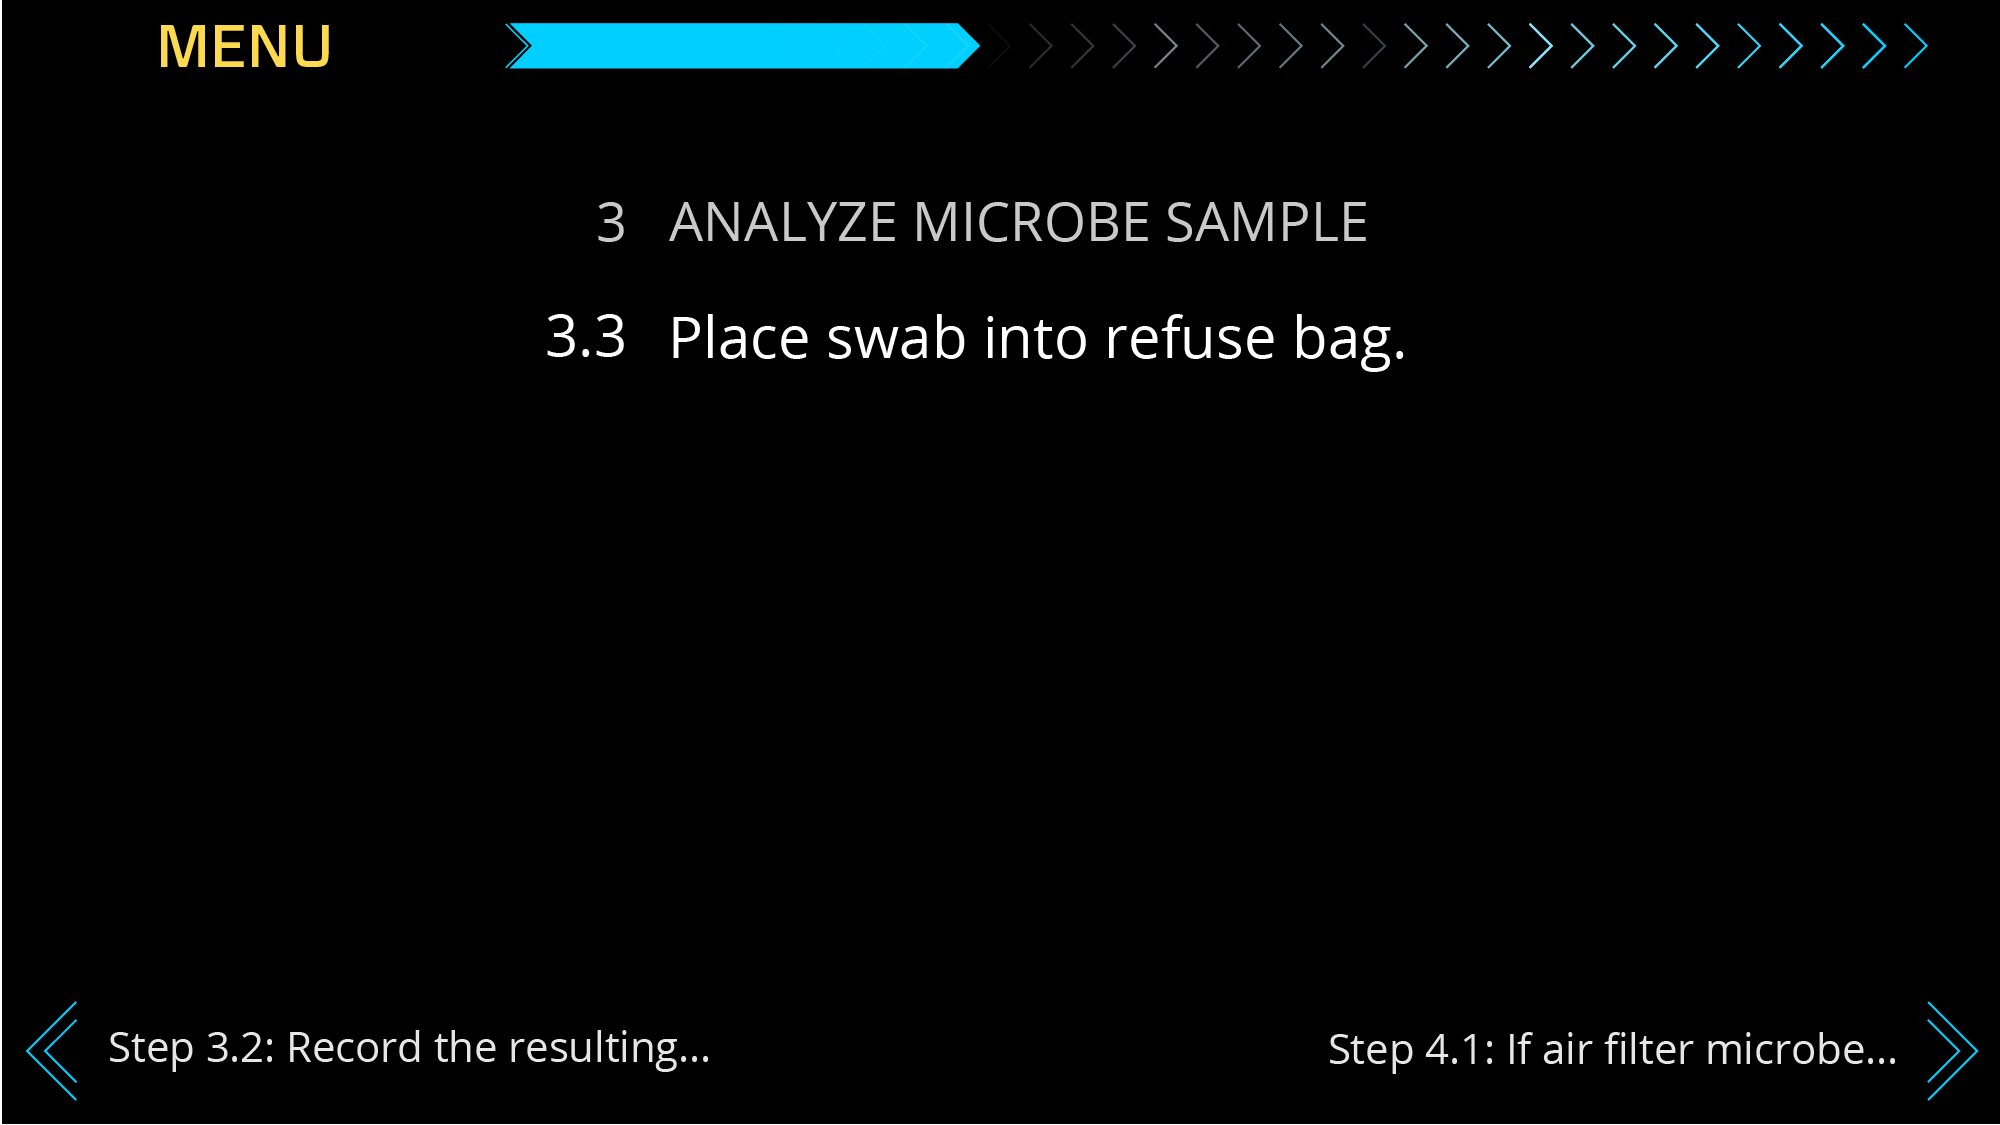 MENU
3 ANALYZE MICROBE SAMPLE
3.3 Place swab into refuse bag.
Step 3.2: Record the resulting...
Step 4.1: If air filter microbe...